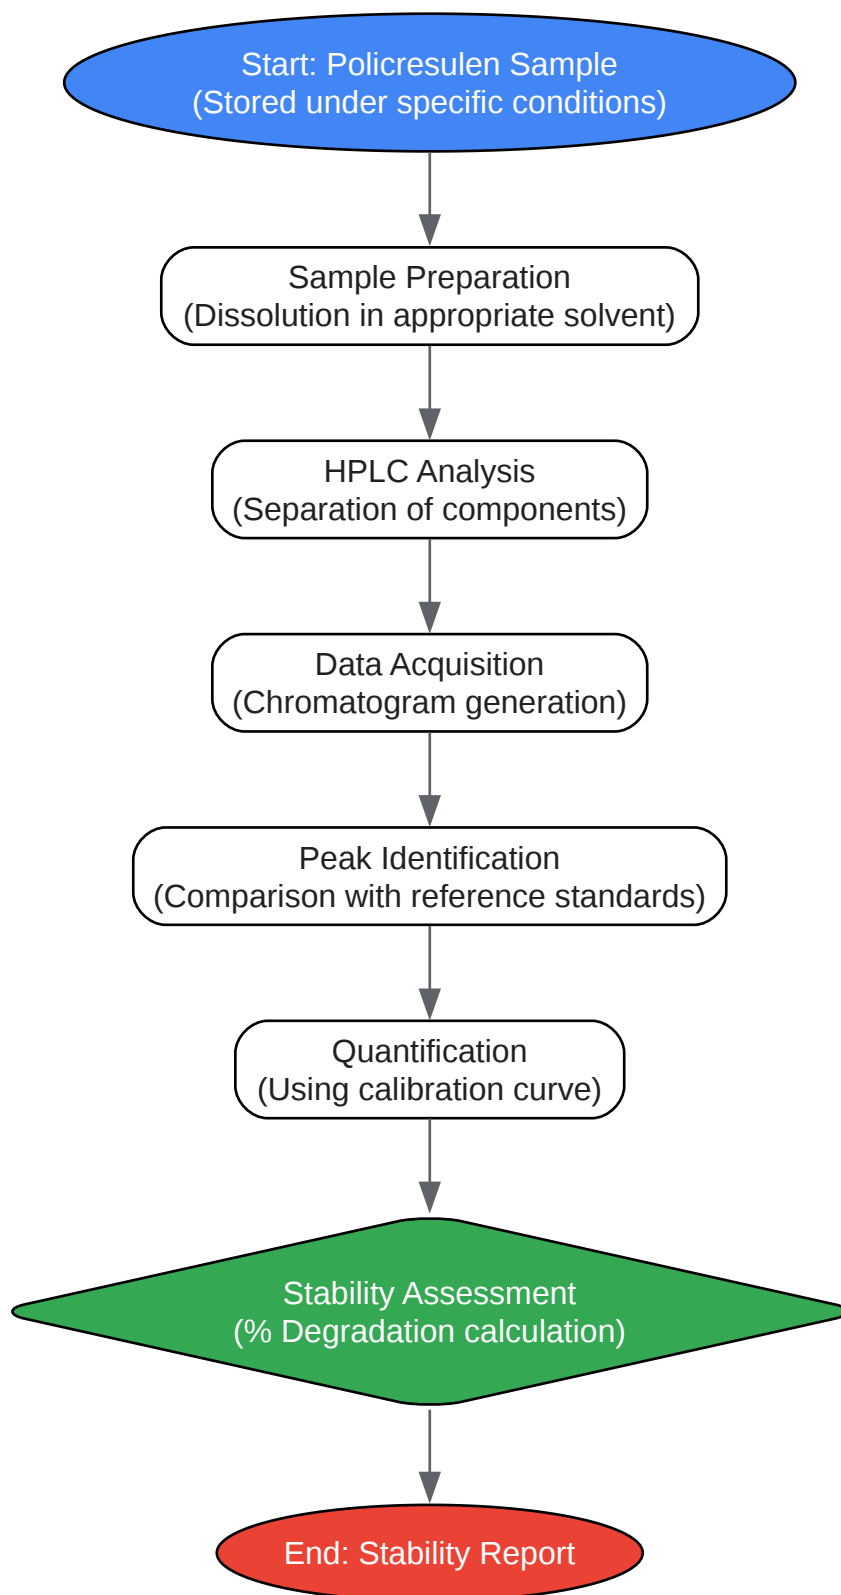 Start: Policresulen Sample
(Stored under specific conditions)
Sample Preparation
(Dissolution in appropriate solvent)
HPLC Analysis
(Separation of components)
Data Acquisition
(Chromatogram generation)
Peak Identification
(Comparison with reference standards)
Quantification
(Using calibration curve)
Stability Assessment
(% Degradation calculation)
End: Stability Report